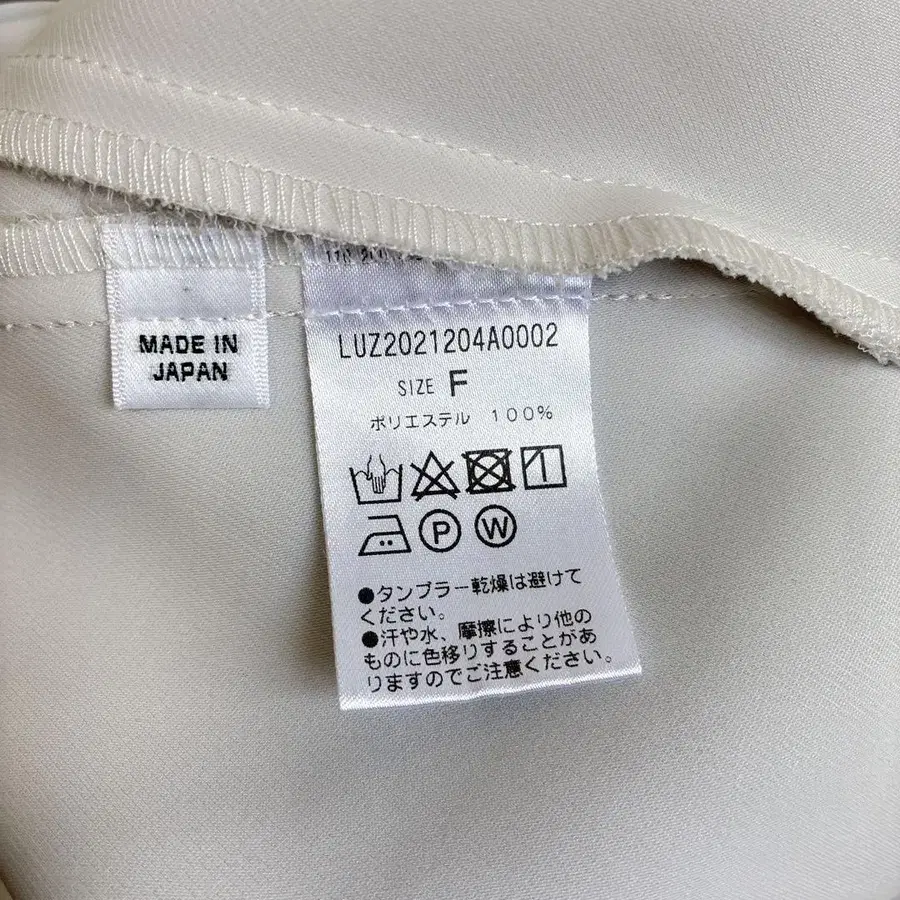 MADE IN
JAPAN
LUZ2021204A0002
SIZE F
ポリエステル 100%
P
W
●タンブラー乾燥は避けて
ください。
●汗や水、摩擦により他の
ものに色移りすることがあ
りますのでご注意ください。